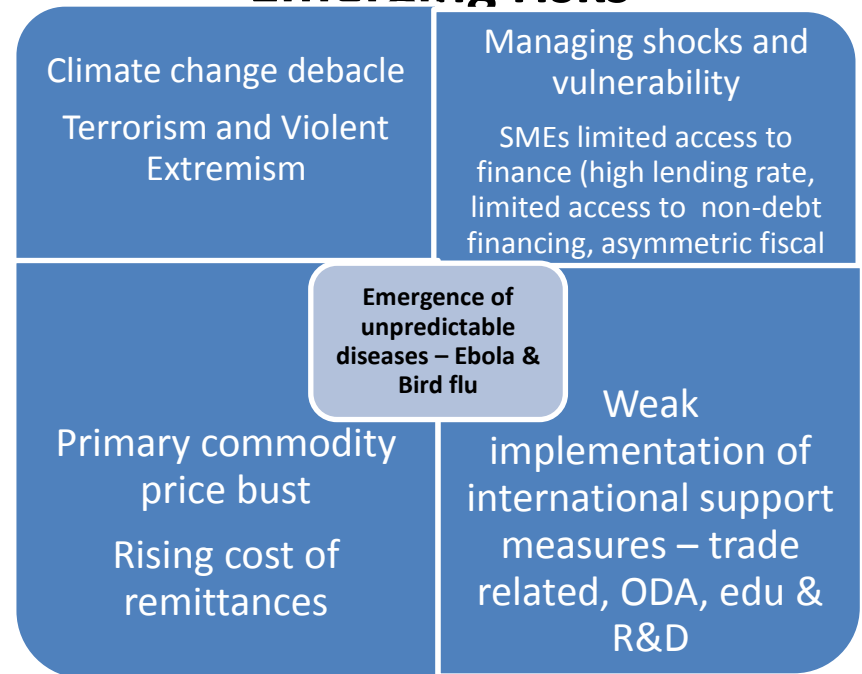 Emerging risks
Climate change debacle
Terrorism and Violent
Extremism
Managing shocks and
vulnerability
SMEs limited access to
finance (high lending rate,
limited access to non-debt
financing, asymmetric fiscal
Emergence of
unpredictable
diseases – Ebola &
Bird flu
Primary commodity
price bust
Rising cost of
remittances
Weak
implementation of
international support
measures – trade
related, ODA, edu &
R&D